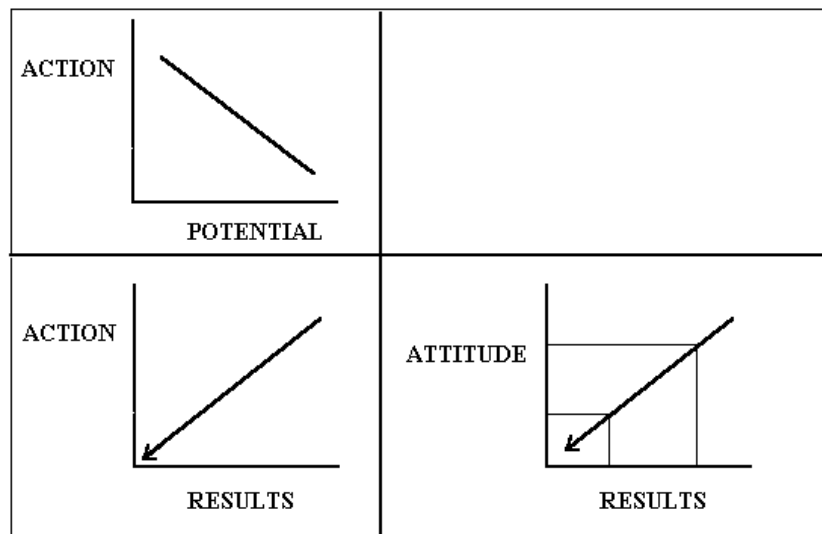 ACTION
POTENTIAL
ACTION
RESULTS
ATTITUDE
RESULTS